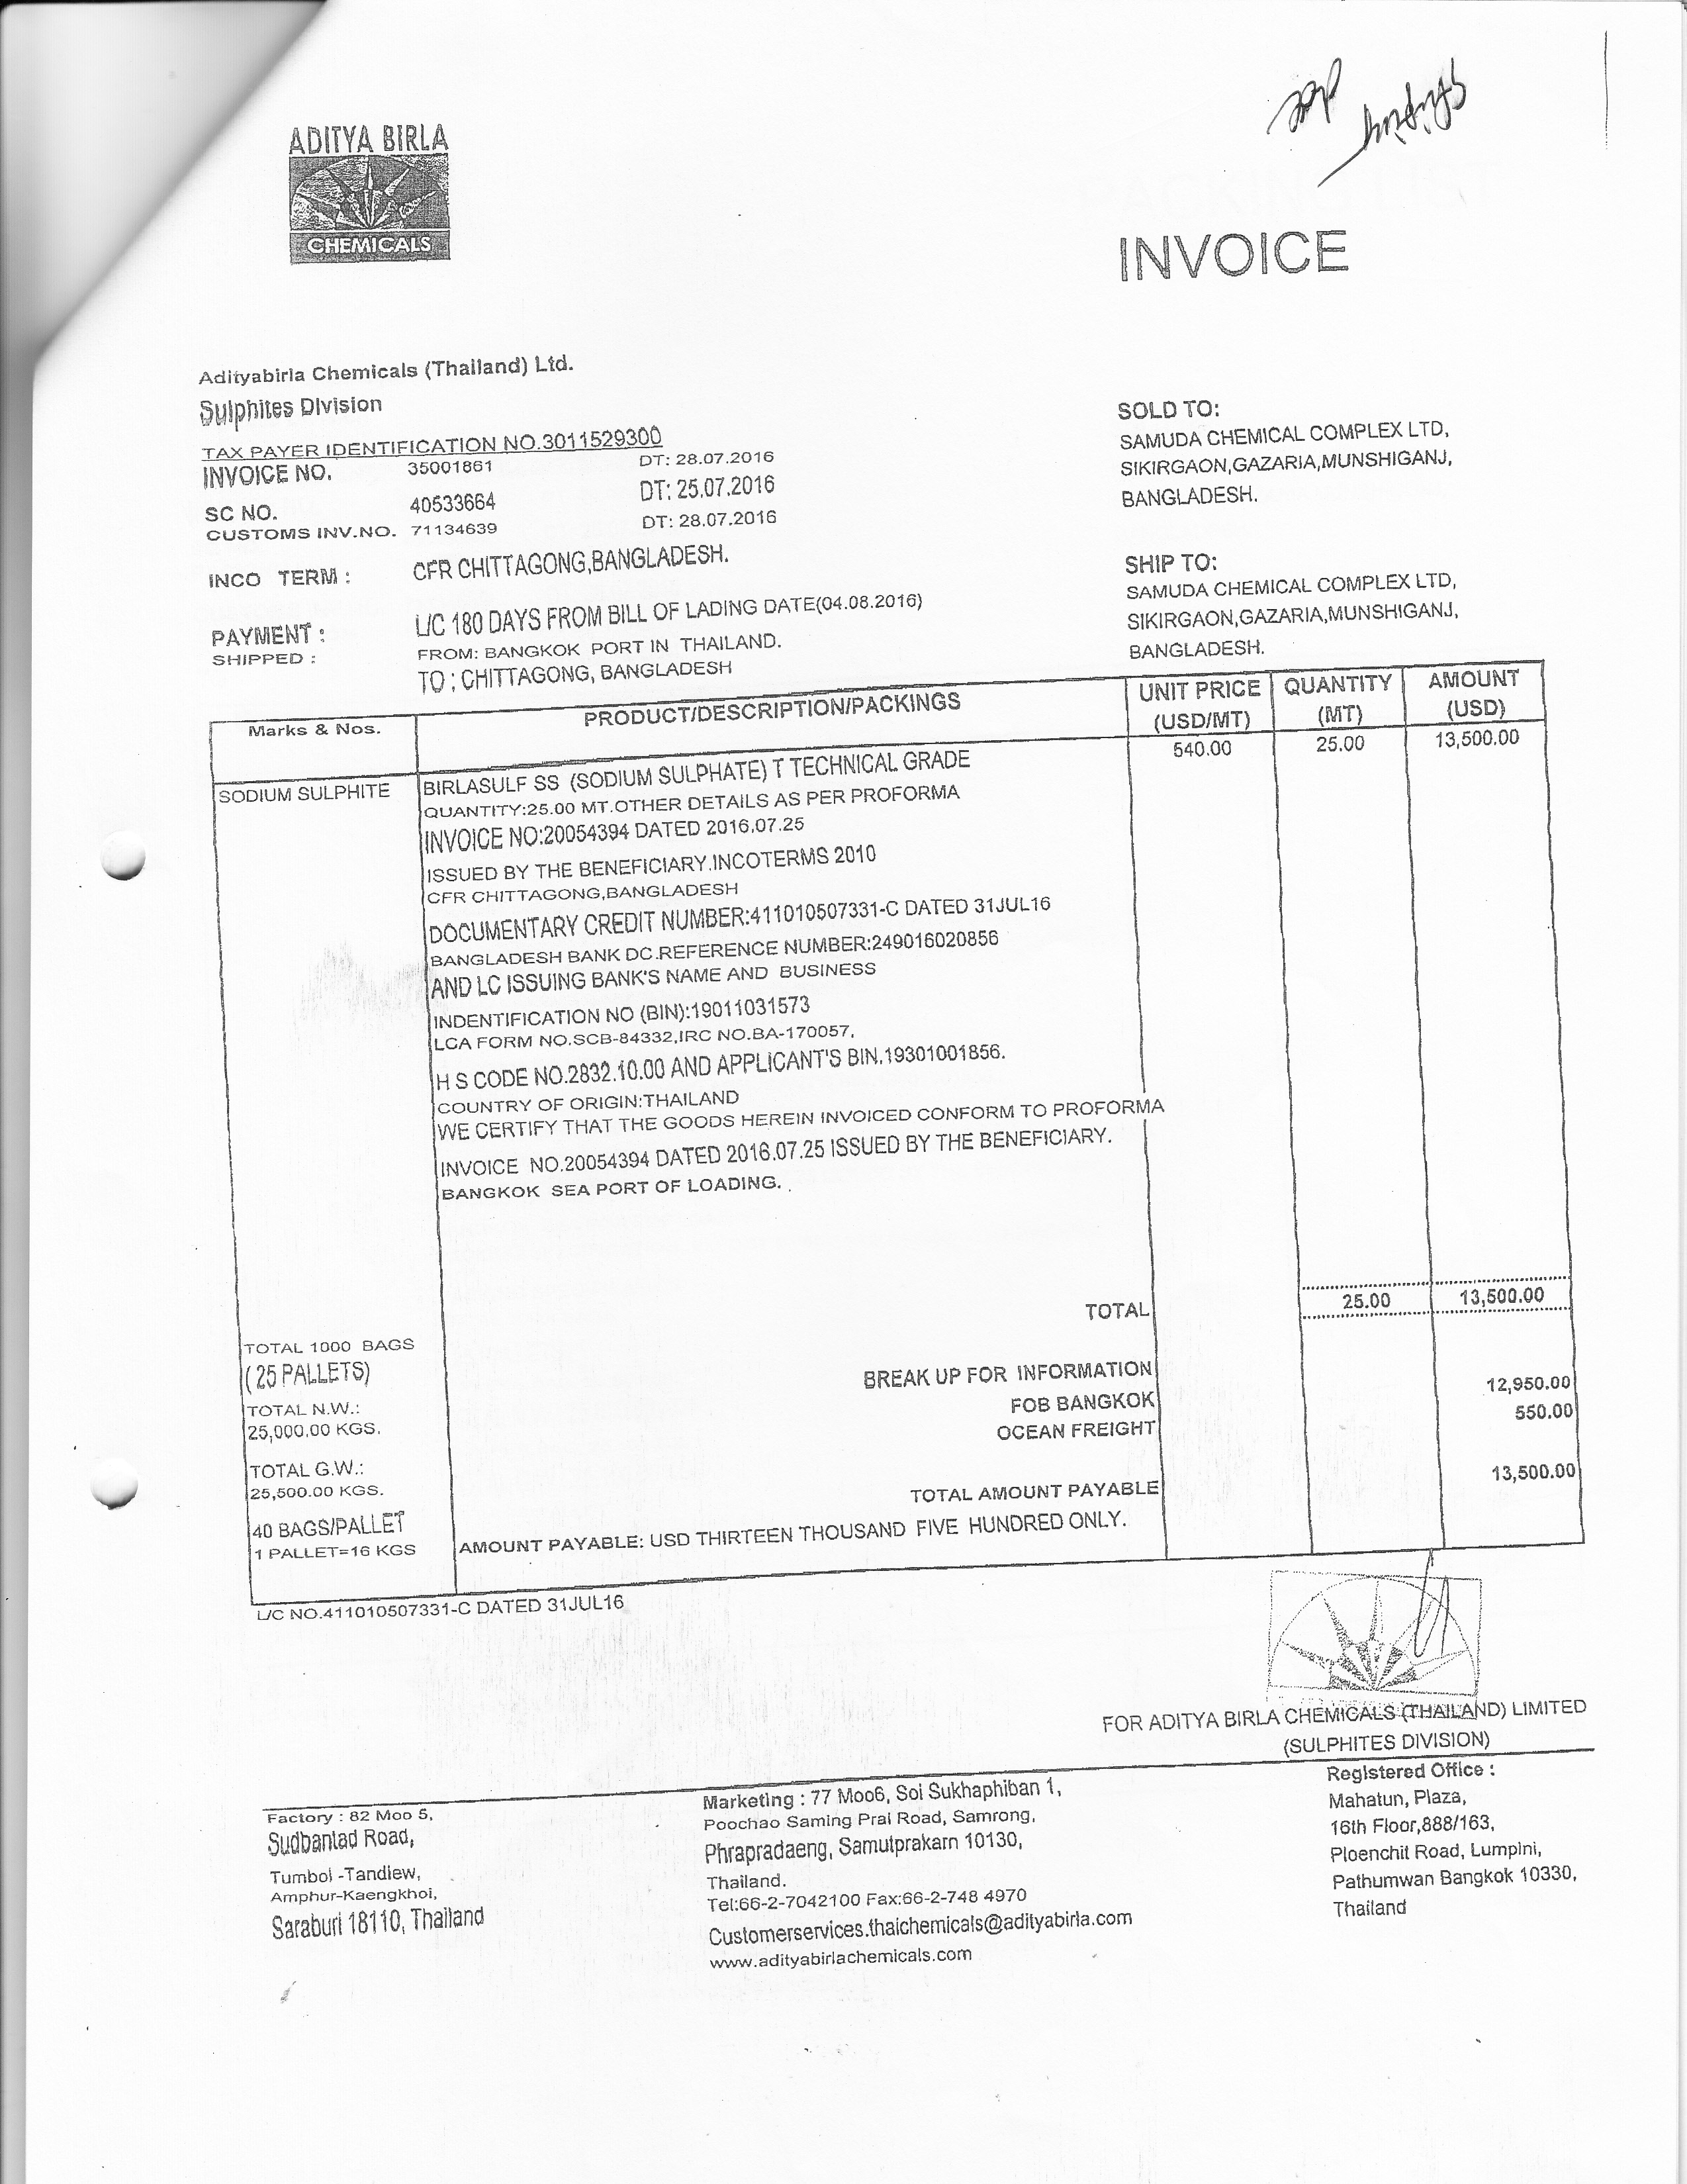 ADITYA BIRLA
CHEMICALS
INVOICE
Adityabirla Chemicals (Thailand) Ltd.
Sulphites Division
TAX PAYER IDENTIFICATION NO.3011529300
INVOICE NO. 35001861 DT: 28.07.2016
SC NO. 40533664 DT: 25.07.2016
CUSTOMS INV.NO. 71134639 DT: 28.07.2016
INCO TERM : CFR CHITTAGONG,BANGLADESH.
PAYMENT : L/C 180 DAYS FROM BILL OF LADING DATE(04.08.2016)
SHIPPED : FROM: BANGKOK PORT IN THAILAND.
TO : CHITTAGONG, BANGLADESH
SOLD TO:
SAMUDA CHEMICAL COMPLEX LTD,
SIKIRGAON,GAZARIA,MUNSHIGANJ,
BANGLADESH.
SHIP TO:
SAMUDA CHEMICAL COMPLEX LTD,
SIKIRGAON,GAZARIA,MUNSHIGANJ,
BANGLADESH.
Marks & Nos. PRODUCT/DESCRIPTION/PACKINGS UNIT PRICE (USD/MT) QUANTITY (MT) AMOUNT (USD)
SODIUM SULPHITE BIRLASULF SS (SODIUM SULPHATE) T TECHNICAL GRADE 540.00 25.00 13,500.00
QUANTITY:25.00 MT.OTHER DETAILS AS PER PROFORMA
INVOICE NO:20054394 DATED 2016.07.25
ISSUED BY THE BENEFICIARY.INCOTERMS 2010
CFR CHITTAGONG,BANGLADESH
DOCUMENTARY CREDIT NUMBER:411010507331-C DATED 31JUL16
BANGLADESH BANK DC.REFERENCE NUMBER:249016020856
AND LC ISSUING BANK'S NAME AND BUSINESS
INDENTIFICATION NO (BIN):19011031573
LCA FORM NO.SCB-84332,IRC NO.BA-170057,
H S CODE NO.2832.10.00 AND APPLICANT'S BIN.19301001856.
COUNTRY OF ORIGIN:THAILAND
WE CERTIFY THAT THE GOODS HEREIN INVOICED CONFORM TO PROFORMA
INVOICE NO.20054394 DATED 2016.07.25 ISSUED BY THE BENEFICIARY.
BANGKOK SEA PORT OF LOADING.
TOTAL 25.00 13,500.00
TOTAL 1000 BAGS
( 25 PALLETS)
TOTAL N.W.:
25,000.00 KGS.
TOTAL G.W.:
25,500.00 KGS.
40 BAGS/PALLET
1 PALLET=16 KGS
BREAK UP FOR INFORMATION
FOB BANGKOK 12,950.00
OCEAN FREIGHT 550.00
TOTAL AMOUNT PAYABLE 13,500.00
AMOUNT PAYABLE: USD THIRTEEN THOUSAND FIVE HUNDRED ONLY.
L/C NO.411010507331-C DATED 31JUL16
FOR ADITYA BIRLA CHEMICALS (THAILAND) LIMITED
(SULPHITES DIVISION)
Factory : 82 Moo 5,
Sudbantad Road,
Tumbol -Tandiew,
Amphur-Kaengkhoi,
Saraburi 18110, Thailand
Marketing : 77 Moo6, Soi Sukhaphiban 1,
Poochao Saming Prai Road, Samrong,
Phrapradaeng, Samutprakarn 10130,
Thailand.
Tel:66-2-7042100 Fax:66-2-748 4970
Customerservices.thaichemicals@adityabirla.com
www.adityabirlachemicals.com
Registered Office :
Mahatun, Plaza,
16th Floor,888/163,
Ploenchit Road, Lumpini,
Pathumwan Bangkok 10330,
Thailand